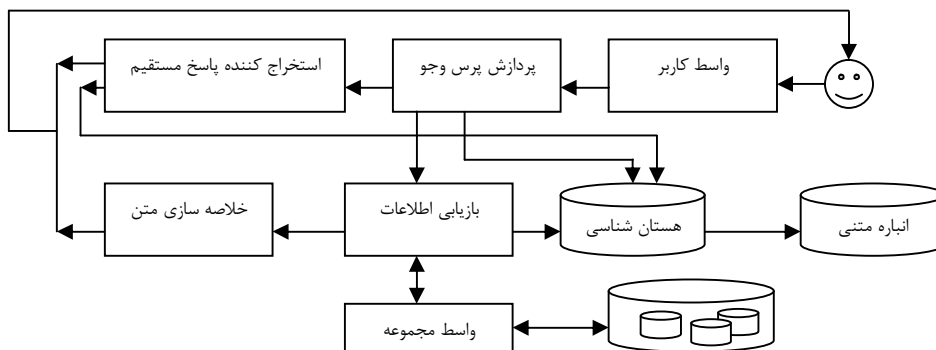 واسط کاربر
پردازش پرس وجو
استخراج کننده پاسخ مستقیم
انباره متنی
هستان شناسی
بازیابی اطلاعات
خلاصه سازی متن
واسط مجموعه